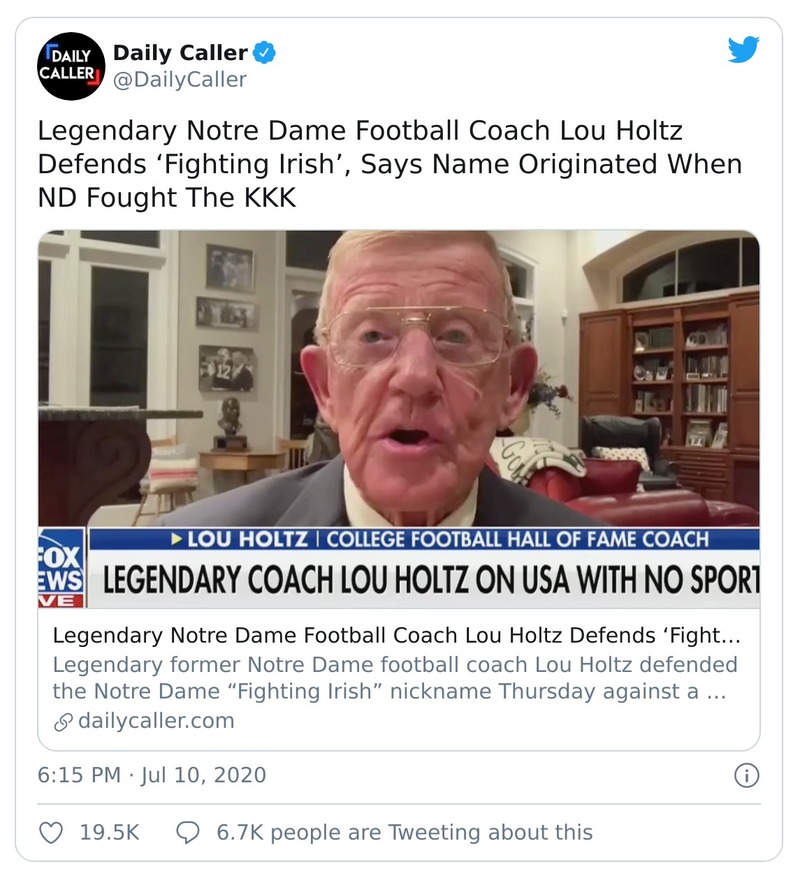 DAILY
CALLER
Daily Caller
@DailyCaller
Legendary Notre Dame Football Coach Lou Holtz
Defends ‘Fighting Irish’, Says Name Originated When
ND Fought The KKK
12
LOU HOLTZ | COLLEGE FOOTBALL HALL OF FAME COACH
FOX
EWS
VE
LEGENDARY COACH LOU HOLTZ ON USA WITH NO SPORT
Legendary Notre Dame Football Coach Lou Holtz Defends ‘Fight…
Legendary former Notre Dame football coach Lou Holtz defended
the Notre Dame “Fighting Irish” nickname Thursday against a …
dailycaller.com
6:15 PM · Jul 10, 2020
19.5K
6.7K people are Tweeting about this